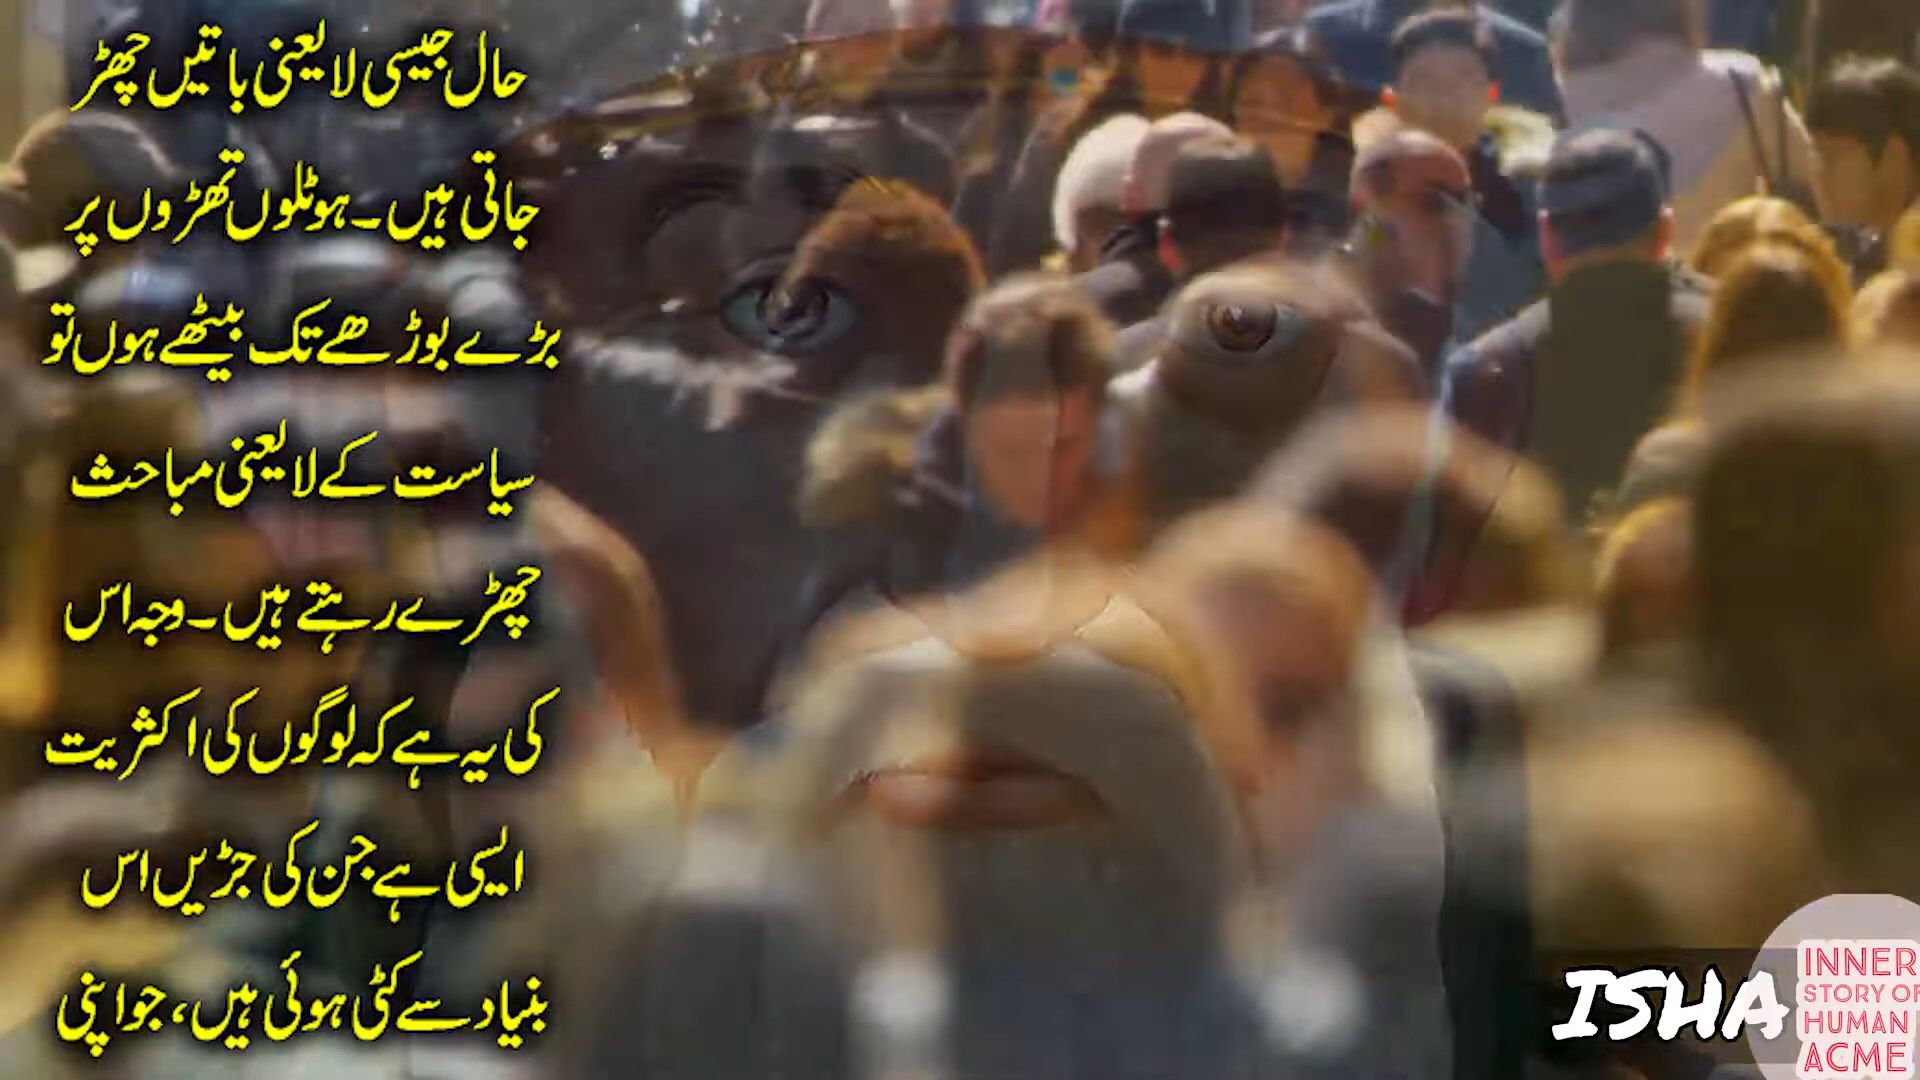 حال جیسی لایعنی باتیں چھڑ
جاتی ہیں۔ ہوٹلوں تھڑوں پر
بڑے بوڑھے تک بیٹھے ہوں تو
سیاست کے لایعنی مباحث
چھڑے رہتے ہیں۔ وجہ اس
کی یہ ہے کہ لوگوں کی اکثریت
ایسی ہے جن کی جڑیں اس
بنیاد سے کٹی ہوئی ہیں، جو اپنی
ISHA
INNER
STORY OF
HUMAN
ACME